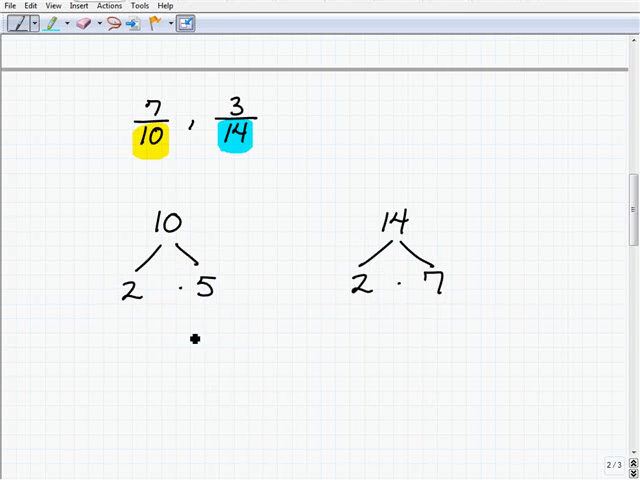 File Edit View Insert Actions Tools Help
7/10 , 3/14
10 14
2 · 5 2 · 7
2 / 3